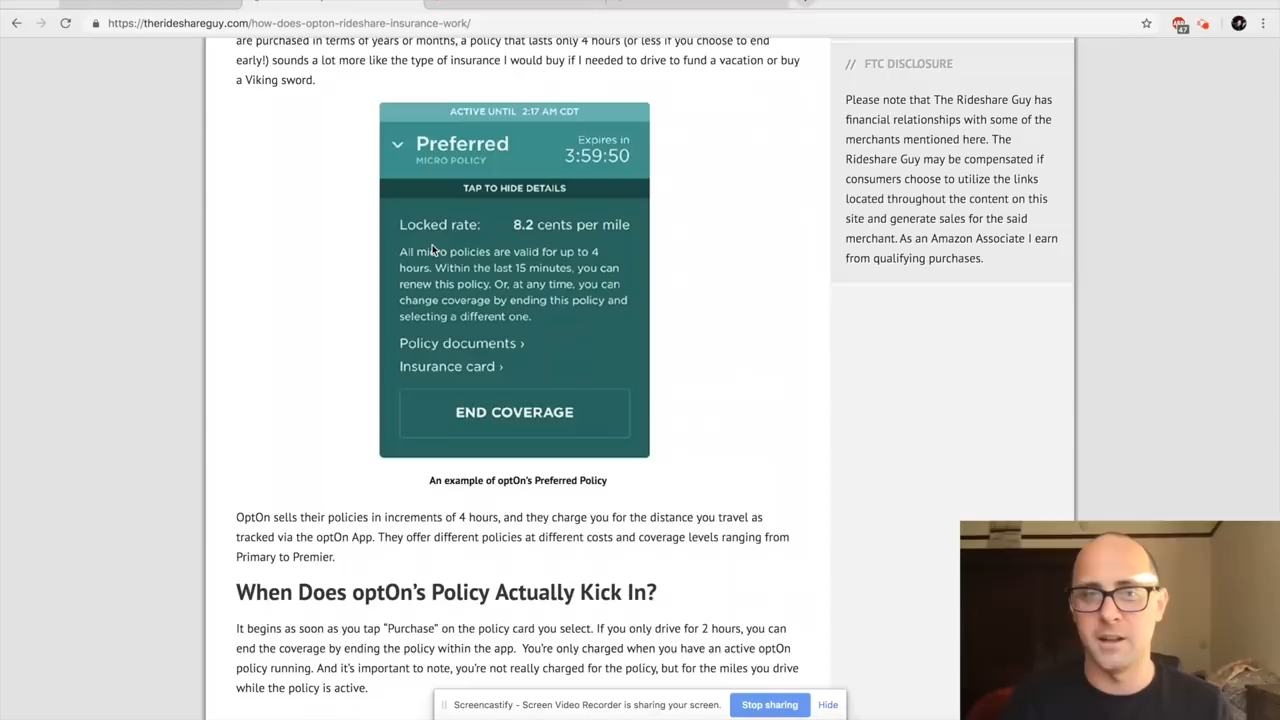 https://therideshareguy.com/how-does-opton-rideshare-insurance-work/
47
are purchased in terms of years or months, a policy that lasts only 4 hours (or less if you choose to end
early!) sounds a lot more like the type of insurance I would buy if I needed to drive to fund a vacation or buy
a Viking sword.
ACTIVE UNTIL 2:17 AM CDT
Preferred
MICRO POLICY
Expires in
3:59:50
TAP TO HIDE DETAILS
Locked rate: 8.2 cents per mile
All micro policies are valid for up to 4
hours. Within the last 15 minutes, you can
renew this policy. Or, at any time, you can
change coverage by ending this policy and
selecting a different one.
Policy documents ›
Insurance card ›
END COVERAGE
An example of optOn's Preferred Policy
OptOn sells their policies in increments of 4 hours, and they charge you for the distance you travel as
tracked via the optOn App. They offer different policies at different costs and coverage levels ranging from
Primary to Premier.
When Does optOn's Policy Actually Kick In?
It begins as soon as you tap "Purchase" on the policy card you select. If you only drive for 2 hours, you can
end the coverage by ending the policy within the app. You're only charged when you have an active optOn
policy running. And it's important to note, you're not really charged for the policy, but for the miles you drive
while the policy is active.
// FTC DISCLOSURE
Please note that The Rideshare Guy has
financial relationships with some of the
merchants mentioned here. The
Rideshare Guy may be compensated if
consumers choose to utilize the links
located throughout the content on this
site and generate sales for the said
merchant. As an Amazon Associate I earn
from qualifying purchases.
Screencastify - Screen Video Recorder is sharing your screen.
Stop sharing
Hide